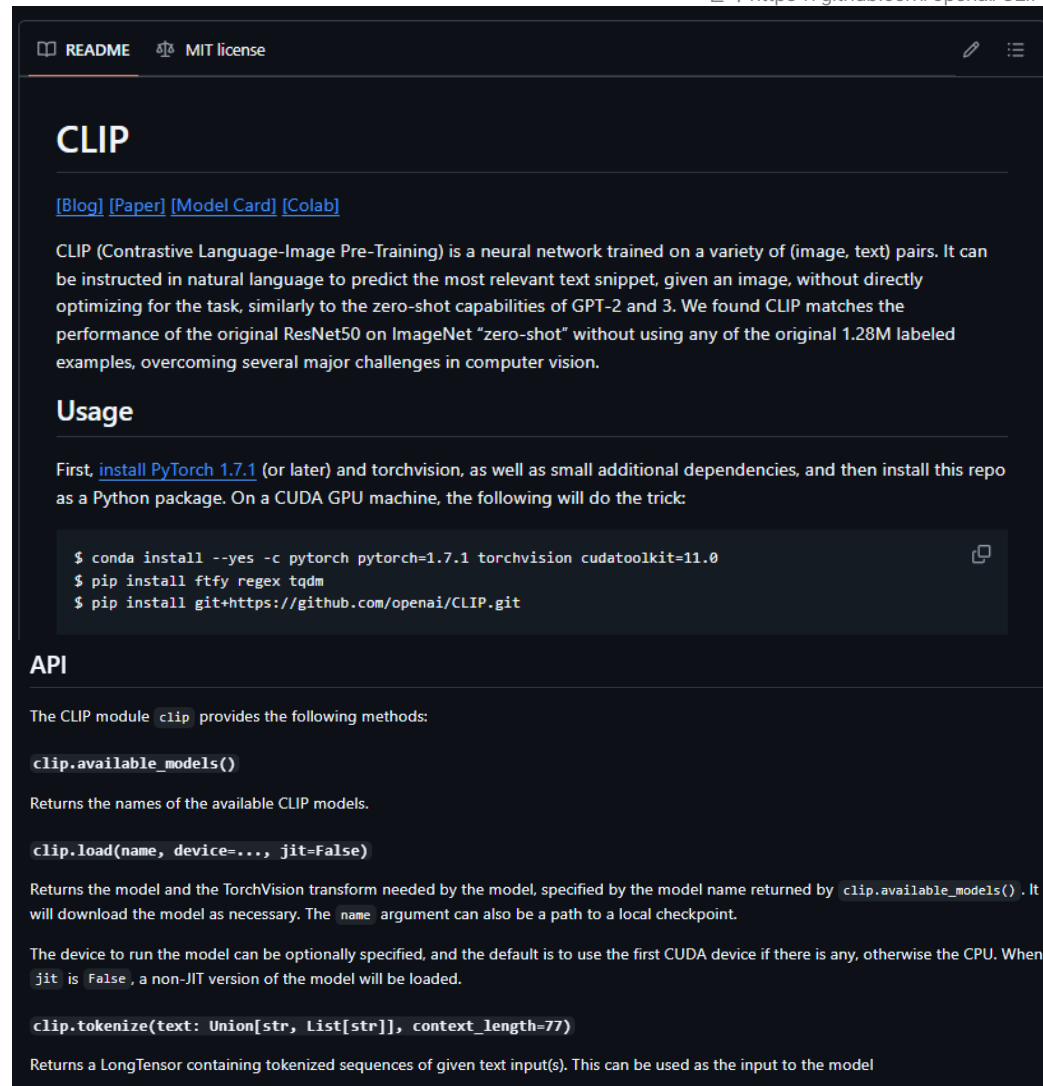 README MIT license
CLIP
[Blog] [Paper] [Model Card] [Colab]
CLIP (Contrastive Language-Image Pre-Training) is a neural network trained on a variety of (image, text) pairs. It can
be instructed in natural language to predict the most relevant text snippet, given an image, without directly
optimizing for the task, similarly to the zero-shot capabilities of GPT-2 and 3. We found CLIP matches the
performance of the original ResNet50 on ImageNet “zero-shot” without using any of the original 1.28M labeled
examples, overcoming several major challenges in computer vision.
Usage
First, install PyTorch 1.7.1 (or later) and torchvision, as well as small additional dependencies, and then install this repo
as a Python package. On a CUDA GPU machine, the following will do the trick:
$ conda install --yes -c pytorch pytorch=1.7.1 torchvision cudatoolkit=11.0
$ pip install ftfy regex tqdm
$ pip install git+https://github.com/openai/CLIP.git
API
The CLIP module clip provides the following methods:
clip.available_models()
Returns the names of the available CLIP models.
clip.load(name, device=..., jit=False)
Returns the model and the TorchVision transform needed by the model, specified by the model name returned by clip.available_models() . It
will download the model as necessary. The name argument can also be a path to a local checkpoint.
The device to run the model can be optionally specified, and the default is to use the first CUDA device if there is any, otherwise the CPU. When
jit is False , a non-JIT version of the model will be loaded.
clip.tokenize(text: Union[str, List[str]], context_length=77)
Returns a LongTensor containing tokenized sequences of given text input(s). This can be used as the input to the model